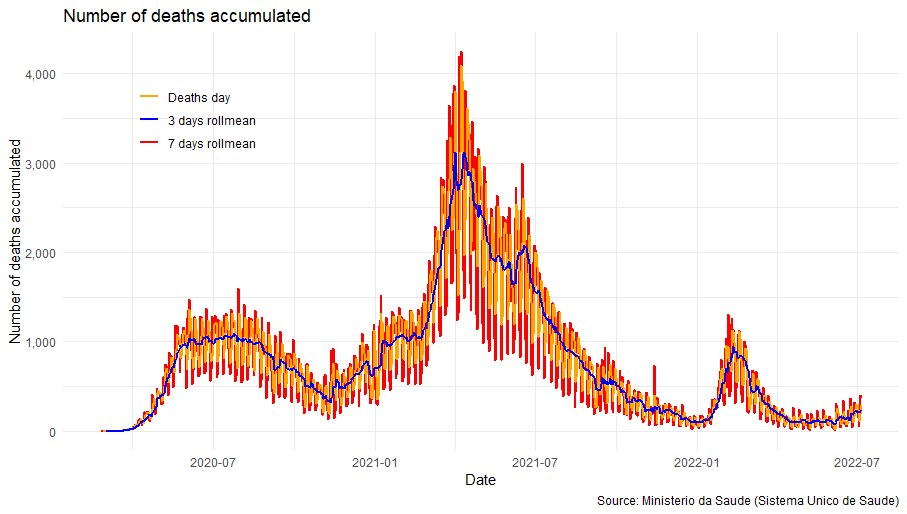 Number of deaths accumulated
Number of deaths accumulated
4,000
3,000
2,000
1,000
0
Deaths day
3 days rollmean
7 days rollmean
2020-07
2021-01
2021-07
2022-01
2022-07
Date
Source: Ministerio da Saude (Sistema Unico de Saude)